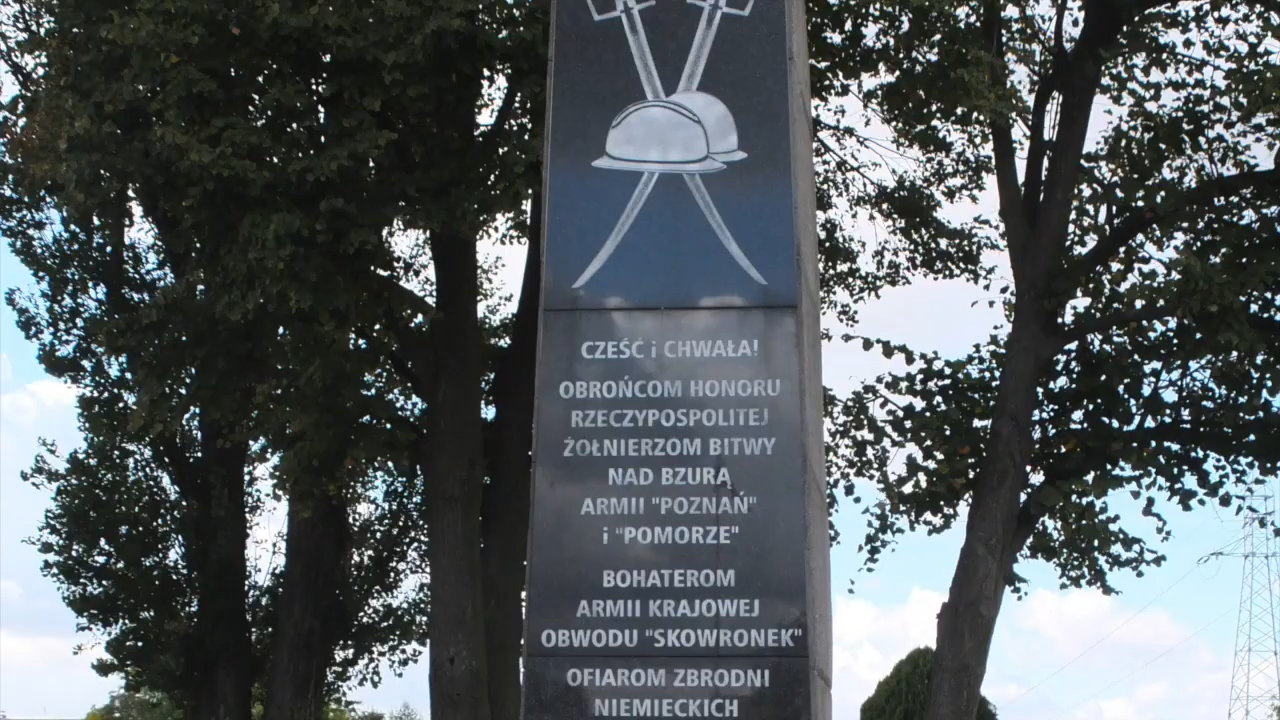 CZEŚĆ i CHWAŁA!
OBROŃCOM HONORU
RZECZYPOSPOLITEJ
ŻOŁNIERZOM BITWY
NAD BZURĄ
ARMII "POZNAŃ"
i "POMORZE"
BOHATEROM
ARMII KRAJOWEJ
OBWODU "SKOWRONEK"
OFIAROM ZBRODNI
NIEMIECKICH